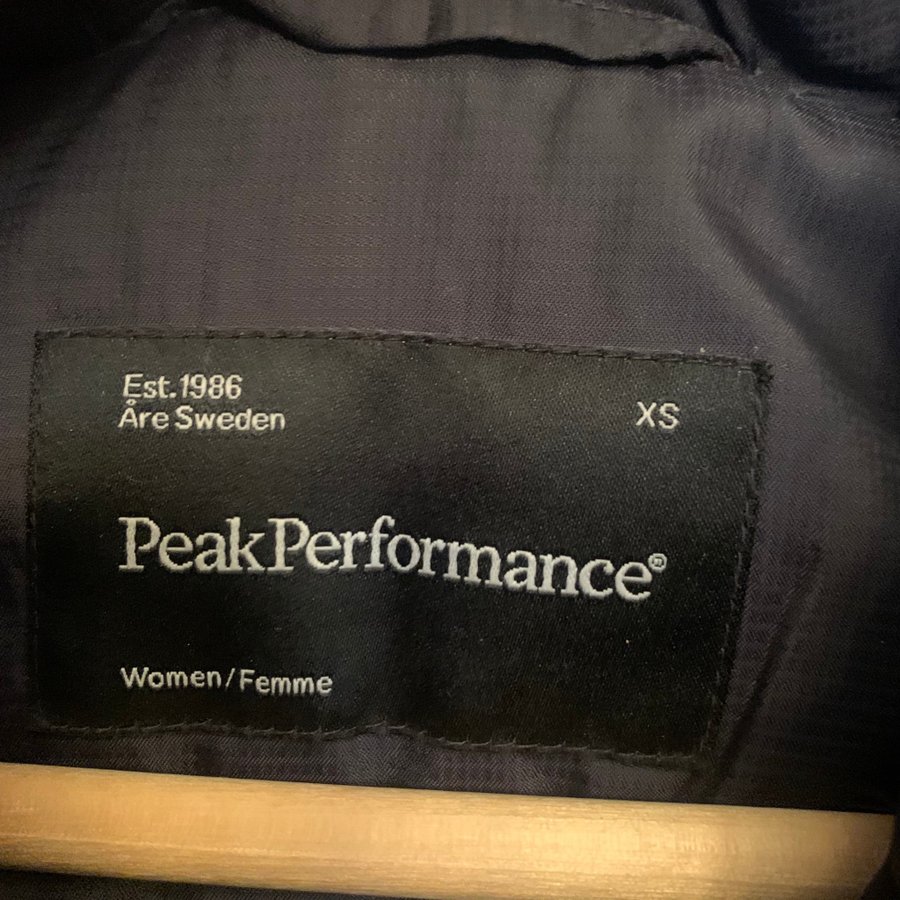 Est.1986
Åre Sweden
XS
PeakPerformance®
Women/Femme